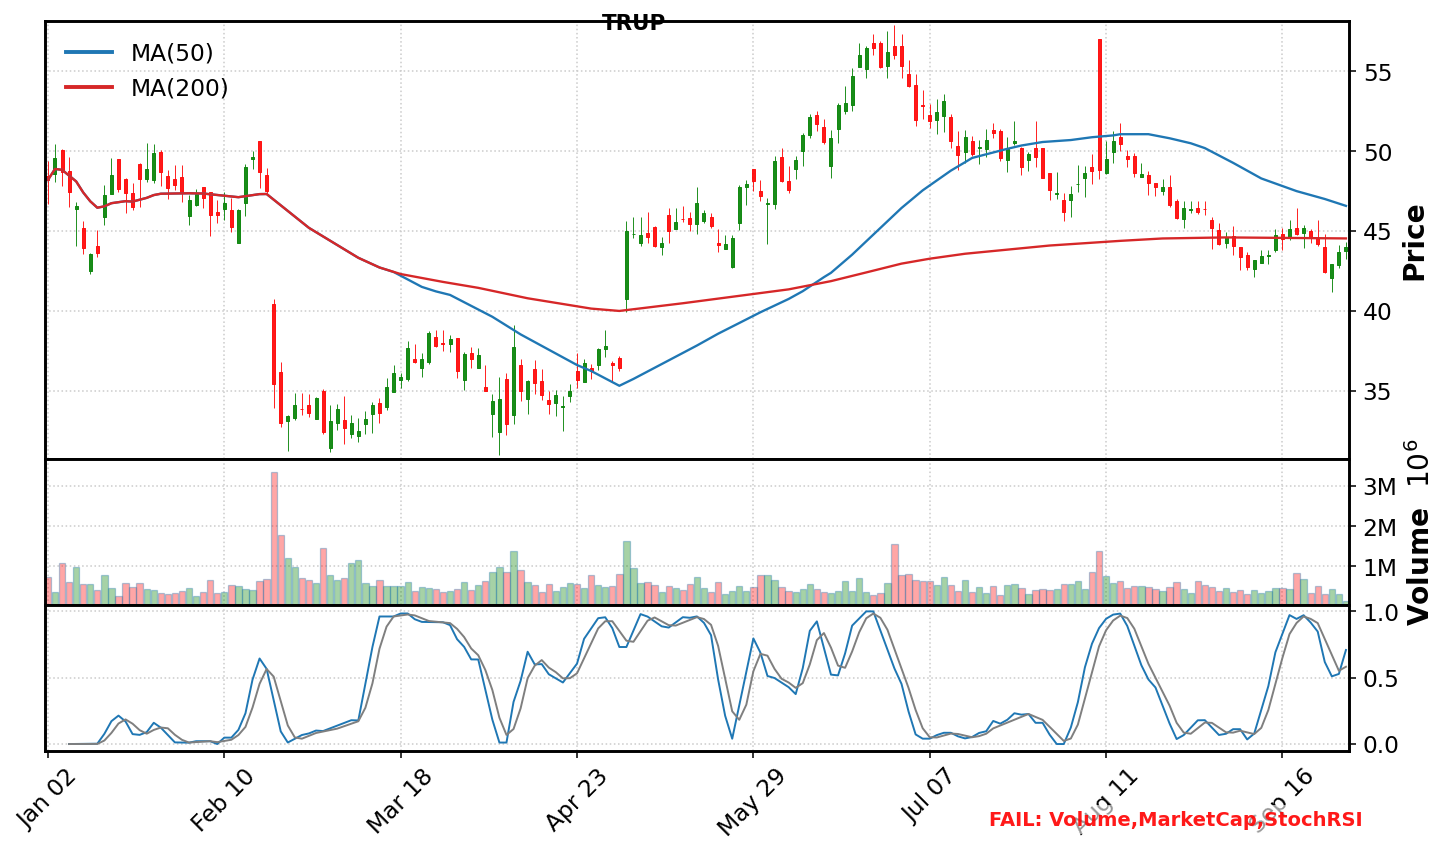 TRUP
MA(50)
MA(200)
55
50
45
40
35
Price
3M
2M
1M
Volume 10^6
1.0
0.5
0.0
Jan 02
Feb 10
Mar 18
Apr 23
May 29
Jul 07
Aug 11
Sep 16
FAIL: Volume,MarketCap,StochRSI